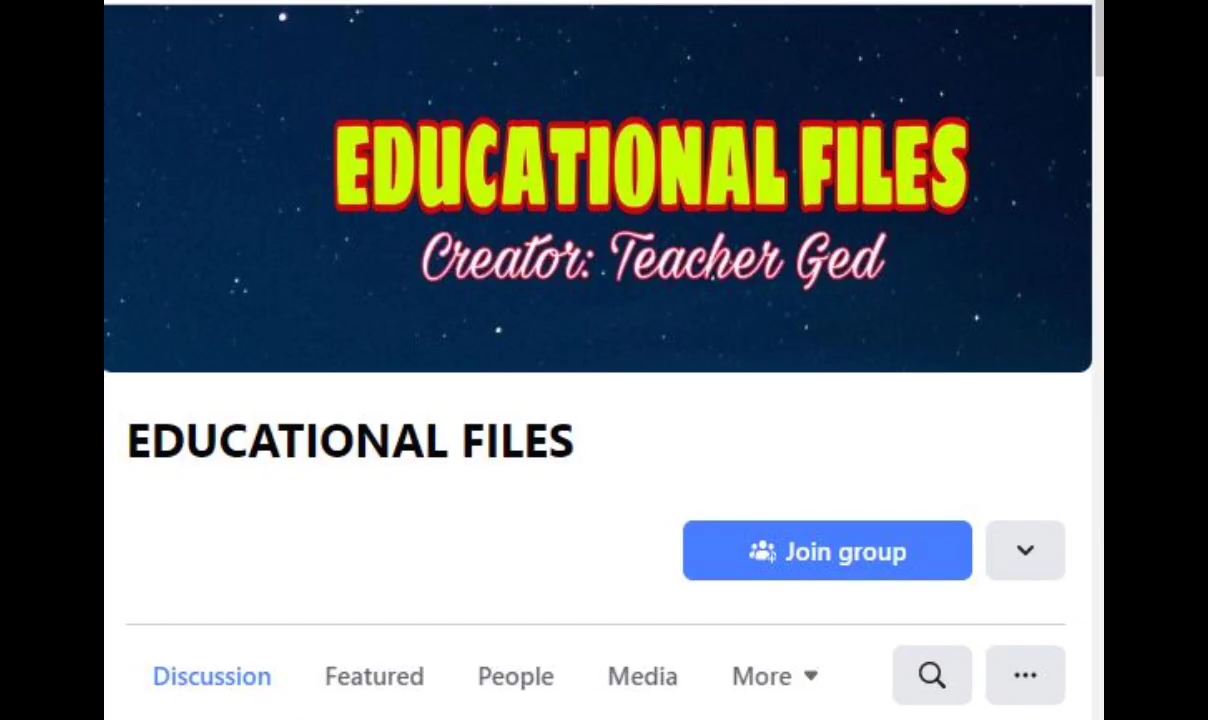 EDUCATIONAL FILES
Creator: Teacher Ged
EDUCATIONAL FILES
Join group
Discussion Featured People Media More